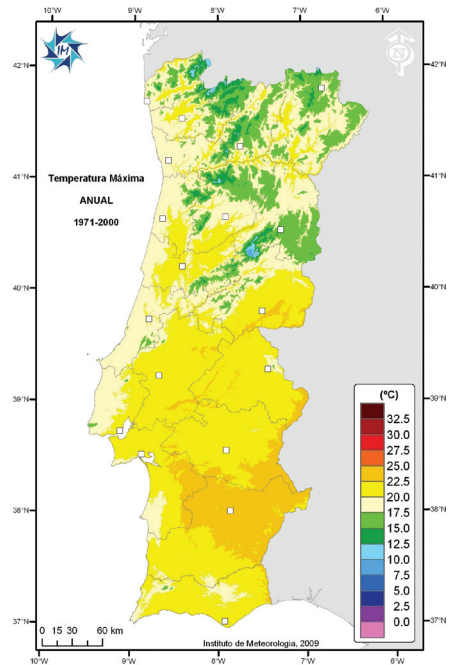 10°W 9°W 8°W 7°W 6°W
IM
N
42°N 42°N
41°N 41°N
Temperatura Máxima
ANUAL
1971-2000
40°N 40°N
39°N 39°N
(ºC)
32.5
30.0
27.5
25.0
22.5
20.0
17.5
15.0
12.5
10.0
7.5
5.0
2.5
0.0
38°N 38°N
37°N 37°N
0 15 30 60 km
Instituto de Meteorologia, 2009
10°W 9°W 8°W 7°W 6°W